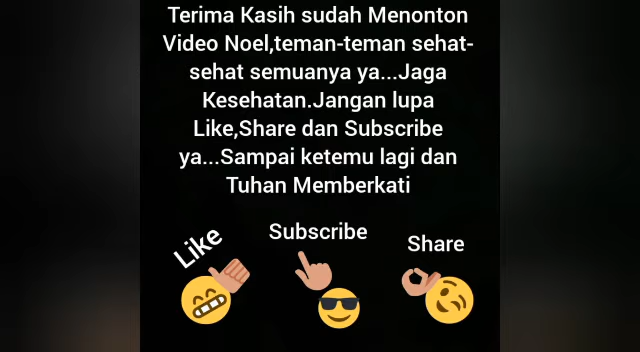 Terima Kasih sudah Menonton
Video Noel,teman-teman sehat-
sehat semuanya ya...Jaga
Kesehatan.Jangan lupa
Like,Share dan Subscribe
ya...Sampai ketemu lagi dan
Tuhan Memberkati
Like
Subscribe
Share